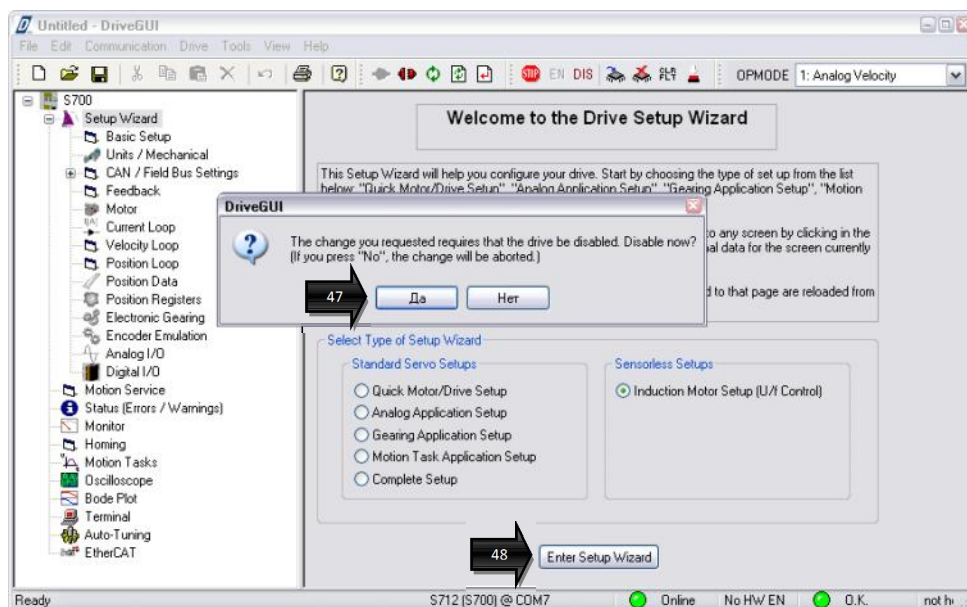 Untitled - DriveGUI
File Edit Communication Drive Tools View Help
STOP EN DIS OPMODE 1: Analog Velocity
S700
Setup Wizard
Basic Setup
Units / Mechanical
CAN / Field Bus Settings
Feedback
Motor
Current Loop
Velocity Loop
Position Loop
Position Data
Position Registers
Electronic Gearing
Encoder Emulation
Analog I/O
Digital I/O
Motion Service
Status (Errors / Warnings)
Monitor
Homing
Motion Tasks
Oscilloscope
Bode Plot
Terminal
Auto-Tuning
EtherCAT
Welcome to the Drive Setup Wizard
This Setup Wizard will help you configure your drive. Start by choosing the type of set up from the list
below. "Quick Motor/Drive Setup", "Analog Application Setup", "Gearing Application Setup", "Motion
to any screen by clicking in the
nal data for the screen currently
d to that page are reloaded from
DriveGUI
The change you requested requires that the drive be disabled. Disable now?
(If you press "No", the change will be aborted.)
47
Да Нет
Select Type of Setup Wizard
Standard Servo Setups
Quick Motor/Drive Setup
Analog Application Setup
Gearing Application Setup
Motion Task Application Setup
Complete Setup
Sensorless Setups
Induction Motor Setup (U/f Control)
48
Enter Setup Wizard
Ready S712 (S700) @ COM7 Online No HW EN O.K. not h